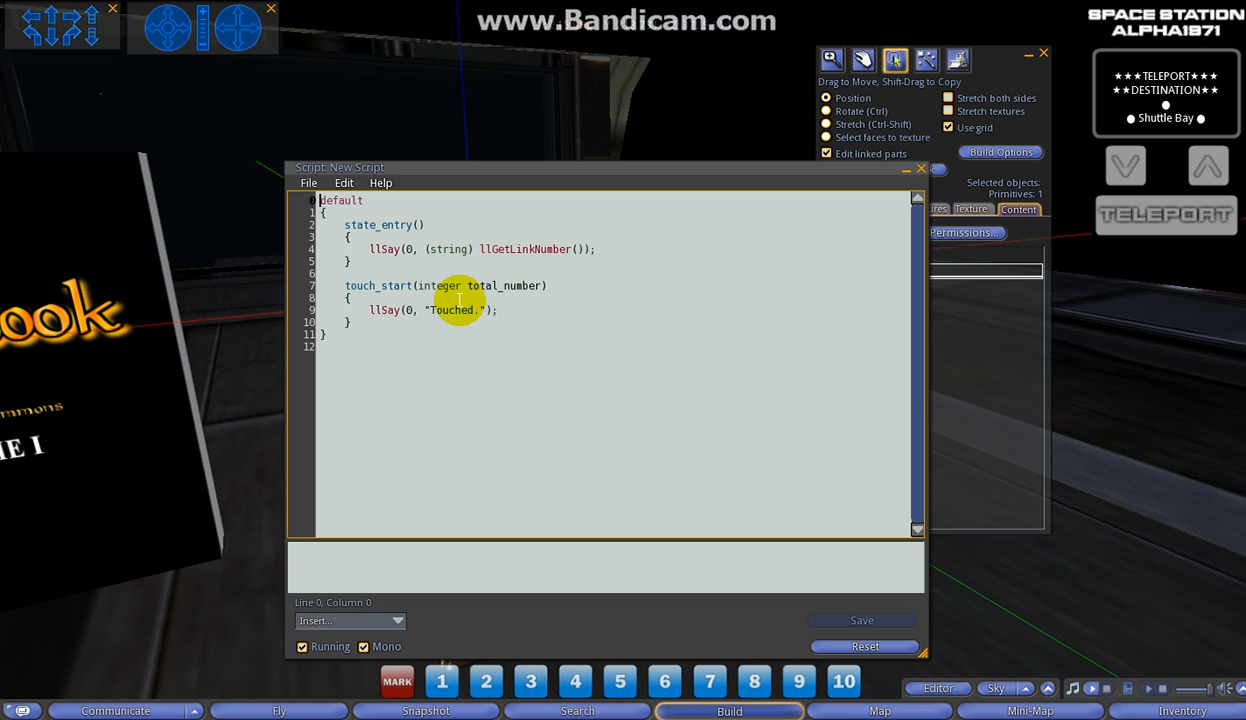 www.Bandicam.com
SPACE STATION
ALPHA1971
★★★TELEPORT★★★
★★DESTINATION★★
●
● Shuttle Bay ●
TELEPORT
Drag to Move, Shift-Drag to Copy
Position
Stretch both sides
Rotate (Ctrl)
Stretch textures
Stretch (Ctrl-Shift)
Use grid
Select faces to texture
Edit linked parts
Build Options
Selected objects:
Primitives: 1
Texture
Content
Permissions...
Script: New Script
File Edit Help
0 default
1 {
2 state_entry()
3 {
4 llSay(0, (string) llGetLinkNumber());
5 }
6
7 touch_start(integer total_number)
8 {
9 llSay(0, "Touched.");
10 }
11 }
12
Line 0, Column 0
Insert...
Save
Running Mono
Reset
ook
mmons
E I
MARK 1 2 3 4 5 6 7 8 9 10
Editor Sky
Communicate Fly Snapshot Search Build Map Mini-Map Inventory